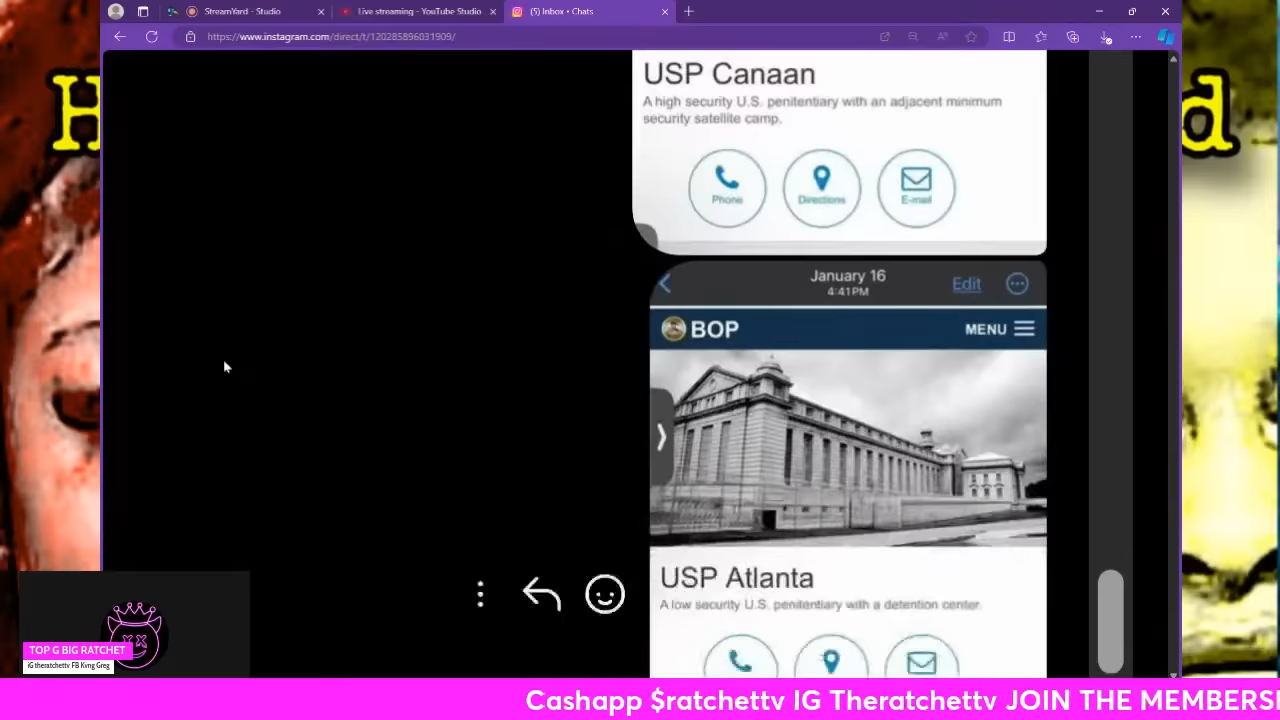 StreamYard - Studio
Live streaming - YouTube Studio
(5) Inbox • Chats
https://www.instagram.com/direct/t/120285896031909/
H
d
USP Canaan
A high security U.S. penitentiary with an adjacent minimum
security satellite camp.
Phone
Directions
E-mail
January 16
4:41PM
Edit
BOP
MENU
USP Atlanta
A low security U.S. penitentiary with a detention center.
TOP G BIG RATCHET
iG theratchettv FB Kvng Greg
Cashapp $ratchettv IG Theratchettv JOIN THE MEMBERS